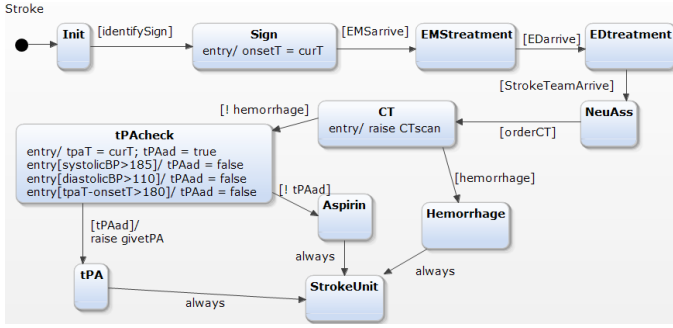 Stroke
Init
[identifySign]
Sign
entry/ onsetT = curT
[EMSarrive]
EMStreatment
[EDarrive]
EDtreatment
[StrokeTeamArrive]
NeuAss
[orderCT]
CT
entry/ raise CTscan
[! hemorrhage]
tPAcheck
entry/ tpaT = curT; tPAad = true
entry[systolicBP>185]/ tPAad = false
entry[diastolicBP>110]/ tPAad = false
entry[tpaT-onsetT>180]/ tPAad = false
[hemorrhage]
[! tPAad]
Aspirin
Hemorrhage
[tPAad]/
raise givetPA
always
always
tPA
always
StrokeUnit